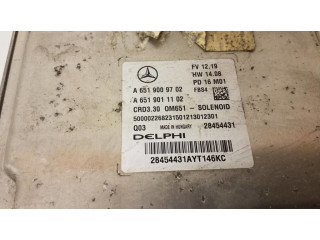 FV 12.19
HW 14.08
PD 16 M01
A 651 900 97 02 FBS4
A 651 901 11 02
CRD3.30 OM651 - SOLENOID
500002268231501213012301
Q03 MADE IN HUNGARY 28454431
DELPHI
28454431AYT146KC